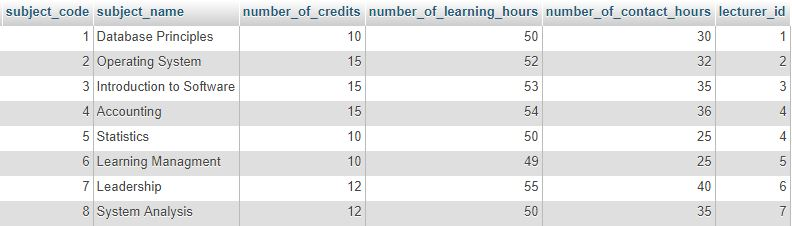 subject_code subject_name number_of_credits number_of_learning_hours number_of_contact_hours lecturer_id
1 Database Principles 10 50 30 1
2 Operating System 15 52 32 2
3 Introduction to Software 15 53 35 3
4 Accounting 15 54 36 4
5 Statistics 10 50 25 4
6 Learning Managment 10 49 25 5
7 Leadership 12 55 40 6
8 System Analysis 12 50 35 7